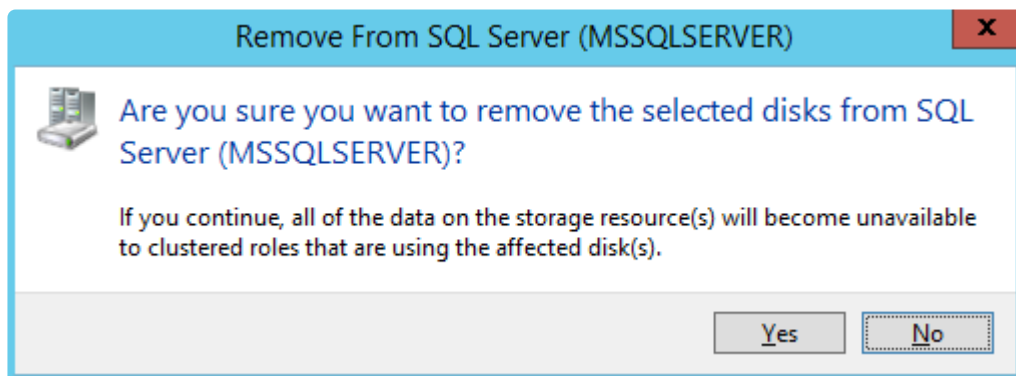 Remove From SQL Server (MSSQLSERVER)
x
Are you sure you want to remove the selected disks from SQL
Server (MSSQLSERVER)?
If you continue, all of the data on the storage resource(s) will become unavailable
to clustered roles that are using the affected disk(s).
Yes No